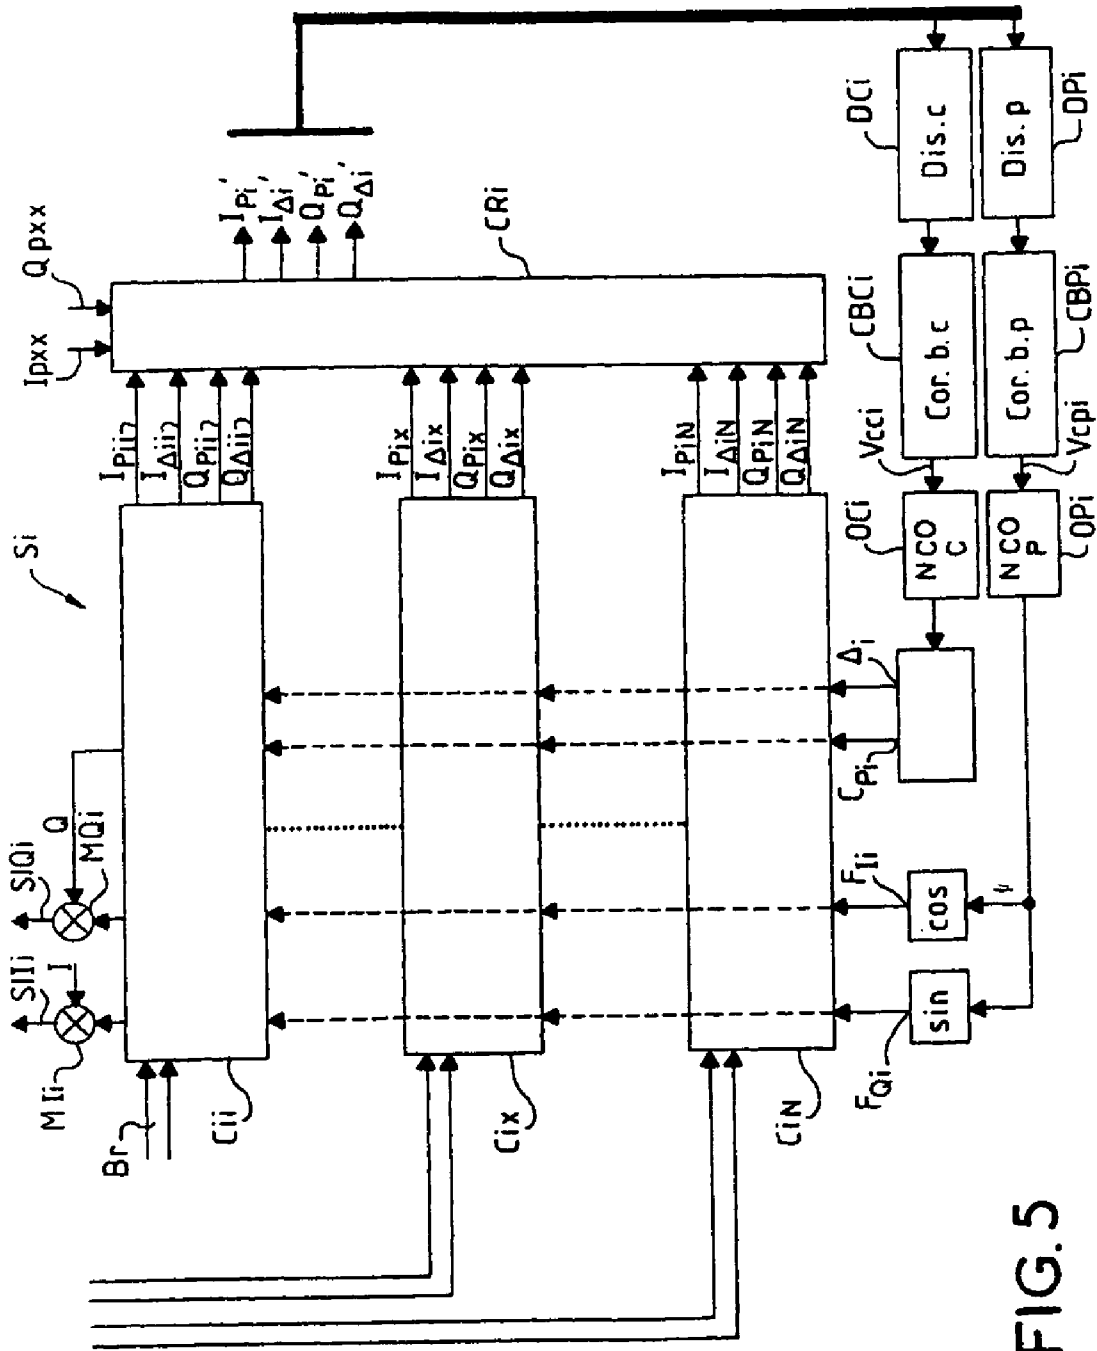 Si
SIIi
SIQi
I
Q
MIi
MQi
Br
Cii
Ipxx
Qpxx
IPii
IΔii
QPii
QΔii
IPi'
IΔi'
QPi'
QΔi'
CRi
Cix
IPix
IΔix
QPix
QΔix
CiN
IPiN
IΔiN
QPiN
QΔiN
FQi
FIi
CPi
Δi
sin
cos
OCi
NCO
C
Vcci
CBCi
Cor. b. c
DCi
Dis. c
NCO
P
OPi
Vcpi
Cor. b. p
CBPi
Dis. p
DPi
FIG. 5